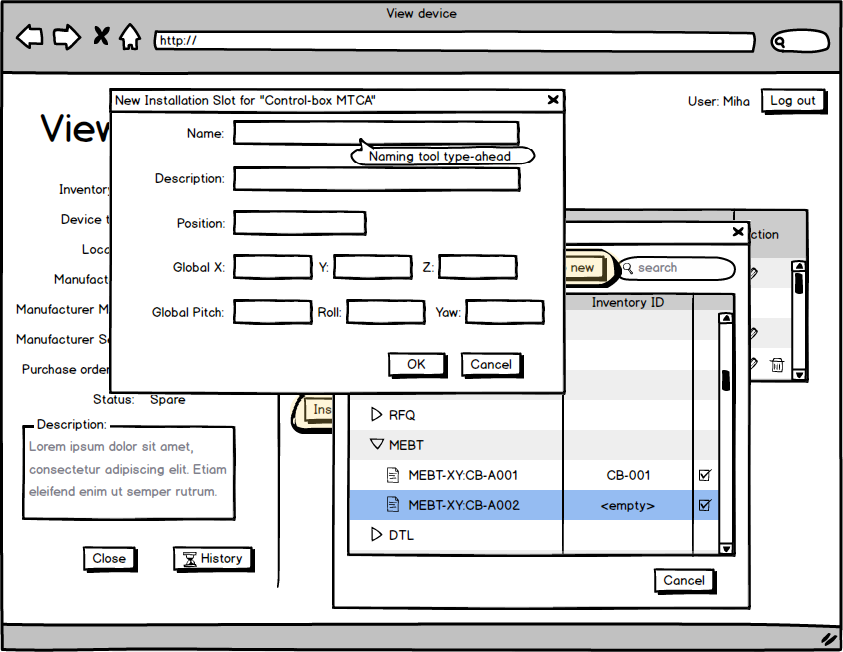 View device
http://
User: Miha
Log out
View
New Installation Slot for "Control-box MTCA"
Name:
Naming tool type-ahead
Description:
Position:
Global X:
Y:
Z:
Global Pitch:
Roll:
Yaw:
OK
Cancel
Inventory
Device t
Loca
Manufact
Manufacturer M
Manufacturer Se
Purchase order
Status: Spare
Description:
Lorem ipsum dolor sit amet,
consectetur adipiscing elit. Etiam
eleifend enim ut semper rutrum.
Close
History
ction
new
search
Inventory ID
Ins
RFQ
MEBT
MEBT-XY:CB-A001 CB-001
MEBT-XY:CB-A002 <empty>
DTL
Cancel